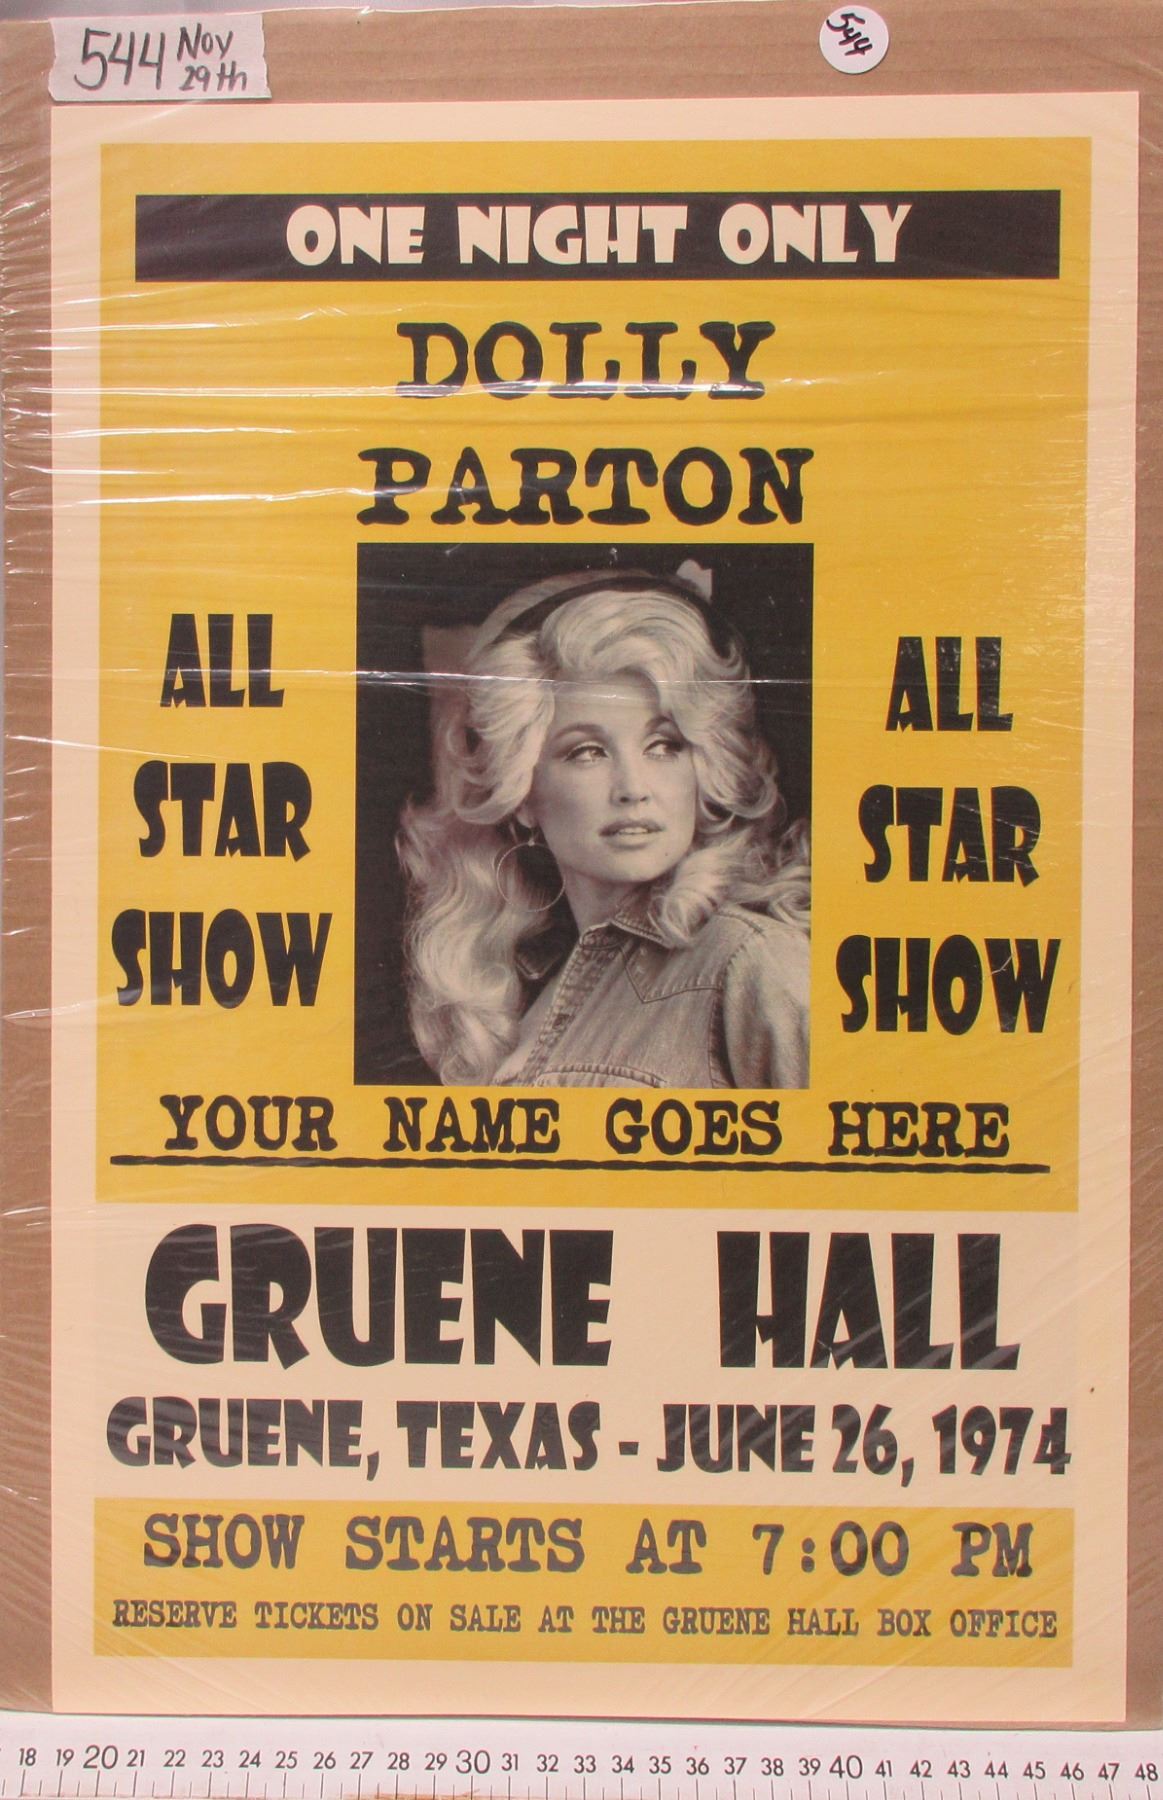 544 Nov
29th
544
ONE NIGHT ONLY
DOLLY
PARTON
ALL
STAR
SHOW
ALL
STAR
SHOW
YOUR NAME GOES HERE
GRUENE HALL
GRUENE, TEXAS - JUNE 26, 1974
SHOW STARTS AT 7:00 PM
RESERVE TICKETS ON SALE AT THE GRUENE HALL BOX OFFICE
18 19 20 21 22 23 24 25 26 27 28 29 30 31 32 33 34 35 36 37 38 39 40 41 42 43 44 45 46 47 48